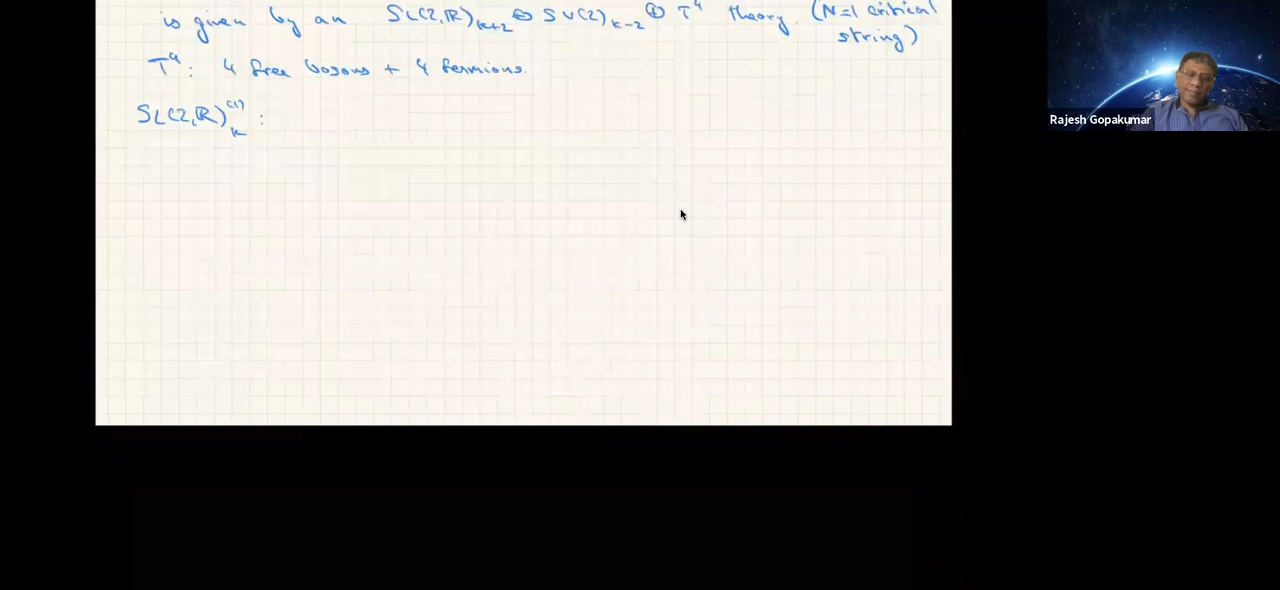 is given by an SL(2,ℝ)ₖ₊₂ ⊕ SU(2)ₖ₋₂ ⊕ T⁴ theory. (N=1 critical string)
T⁴: 4 free bosons + 4 fermions.
SL(2,ℝ)ₖ⁽¹⁾ :
Rajesh Gopakumar